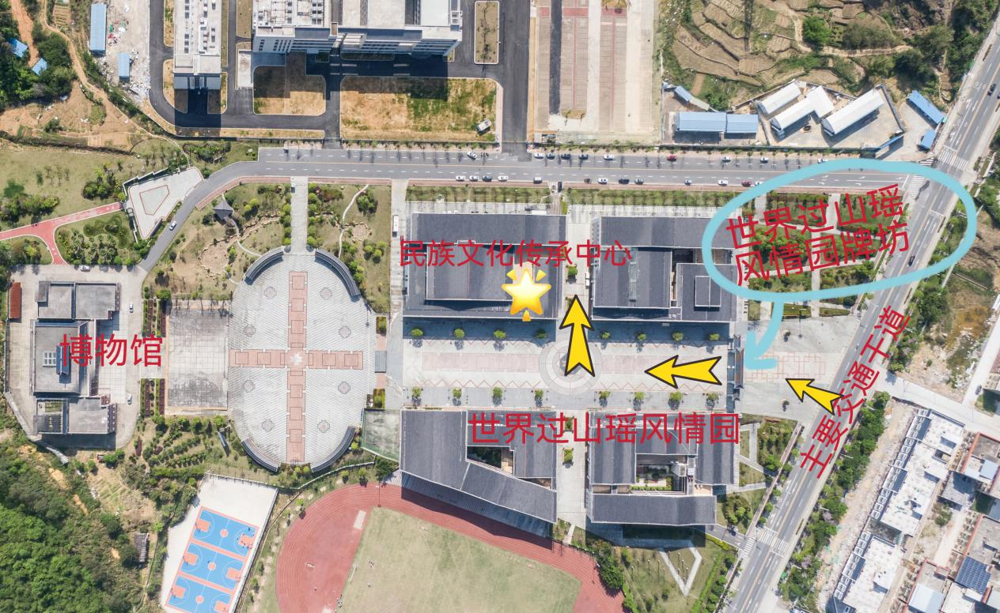 世界过山瑶
风情园牌坊
民族文化传承中心
博物馆
主要交通干道
世界过山瑶风情园